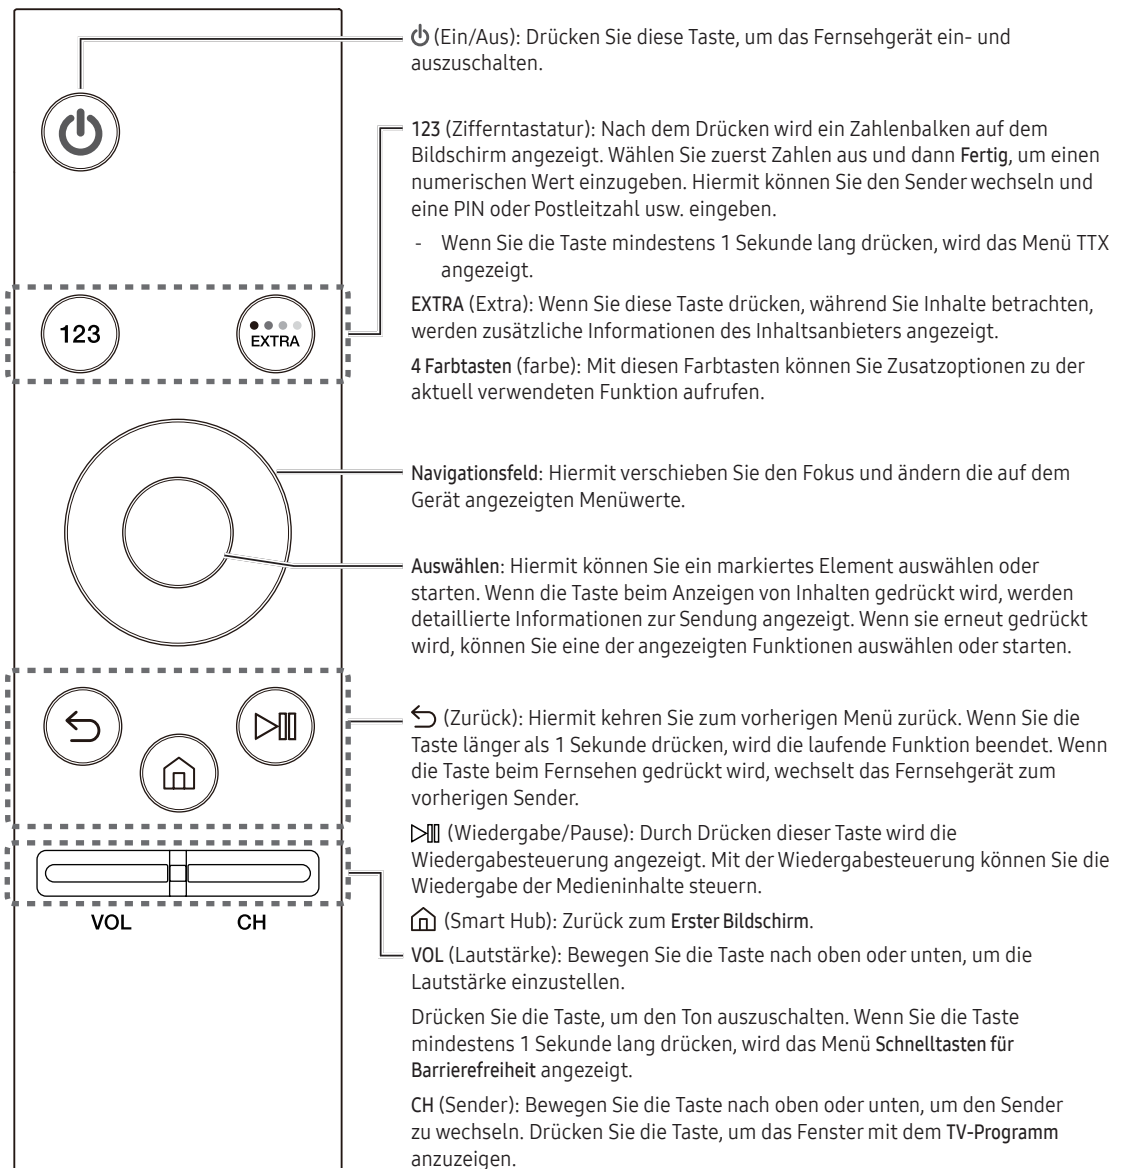 (Ein/Aus): Drücken Sie diese Taste, um das Fernsehgerät ein- und
auszuschalten.
123 (Zifferntastatur): Nach dem Drücken wird ein Zahlenbalken auf dem
Bildschirm angezeigt. Wählen Sie zuerst Zahlen aus und dann Fertig, um einen
numerischen Wert einzugeben. Hiermit können Sie den Sender wechseln und
eine PIN oder Postleitzahl usw. eingeben.
- Wenn Sie die Taste mindestens 1 Sekunde lang drücken, wird das Menü TTX
angezeigt.
123
EXTRA
EXTRA (Extra): Wenn Sie diese Taste drücken, während Sie Inhalte betrachten,
werden zusätzliche Informationen des Inhaltsanbieters angezeigt.
4 Farbtasten (farbe): Mit diesen Farbtasten können Sie Zusatzoptionen zu der
aktuell verwendeten Funktion aufrufen.
Navigationsfeld: Hiermit verschieben Sie den Fokus und ändern die auf dem
Gerät angezeigten Menüwerte.
Auswählen: Hiermit können Sie ein markiertes Element auswählen oder
starten. Wenn die Taste beim Anzeigen von Inhalten gedrückt wird, werden
detaillierte Informationen zur Sendung angezeigt. Wenn sie erneut gedrückt
wird, können Sie eine der angezeigten Funktionen auswählen oder starten.
(Zurück): Hiermit kehren Sie zum vorherigen Menü zurück. Wenn Sie die
Taste länger als 1 Sekunde drücken, wird die laufende Funktion beendet. Wenn
die Taste beim Fernsehen gedrückt wird, wechselt das Fernsehgerät zum
vorherigen Sender.
(Wiedergabe/Pause): Durch Drücken dieser Taste wird die
Wiedergabesteuerung angezeigt. Mit der Wiedergabesteuerung können Sie die
Wiedergabe der Medieninhalte steuern.
(Smart Hub): Zurück zum Erster Bildschirm.
VOL
CH
VOL (Lautstärke): Bewegen Sie die Taste nach oben oder unten, um die
Lautstärke einzustellen.
Drücken Sie die Taste, um den Ton auszuschalten. Wenn Sie die Taste
mindestens 1 Sekunde lang drücken, wird das Menü Schnelltasten für
Barrierefreiheit angezeigt.
CH (Sender): Bewegen Sie die Taste nach oben oder unten, um den Sender
zu wechseln. Drücken Sie die Taste, um das Fenster mit dem TV-Programm
anzuzeigen.